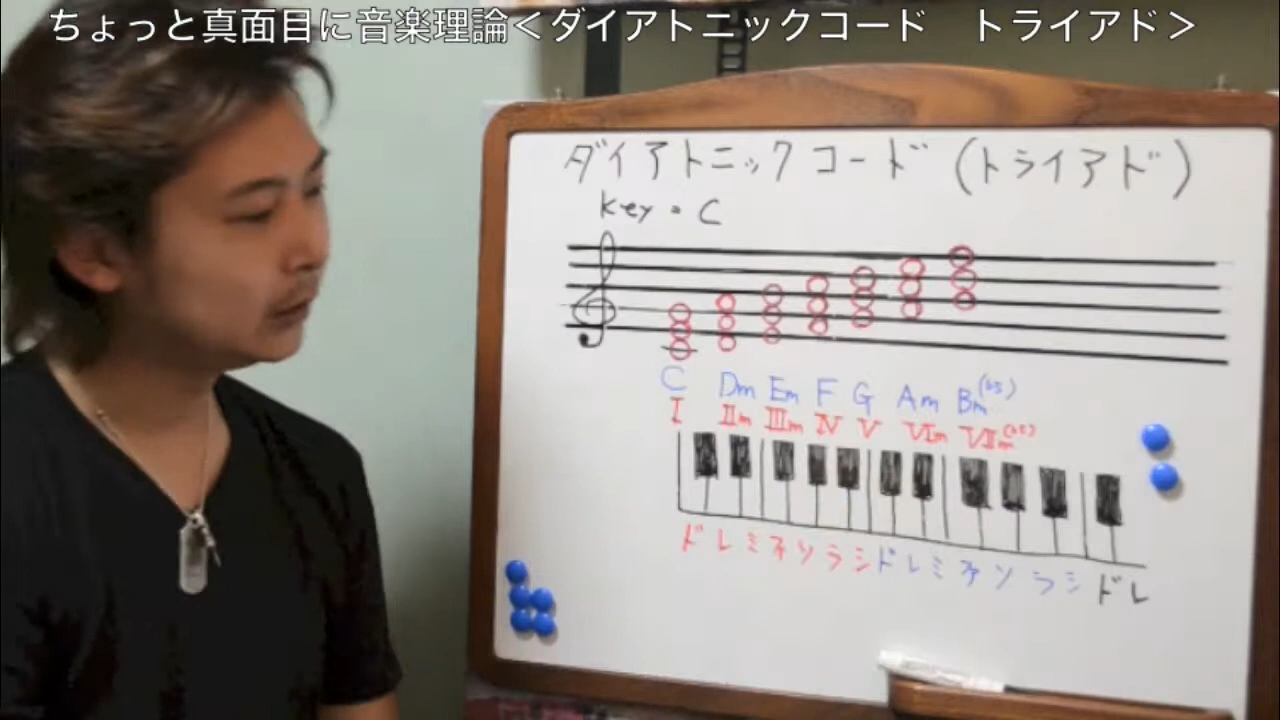 ちょっと真面目に音楽理論＜ダイアトニックコード　トライアド＞
ダイアトニックコード(トライアド)
key = C
C Dm Em F G Am Bm(♭5)
I IIm IIIm IV V VIm VIIm(♭5)
ドレミファソラシドレミファソラシドレ